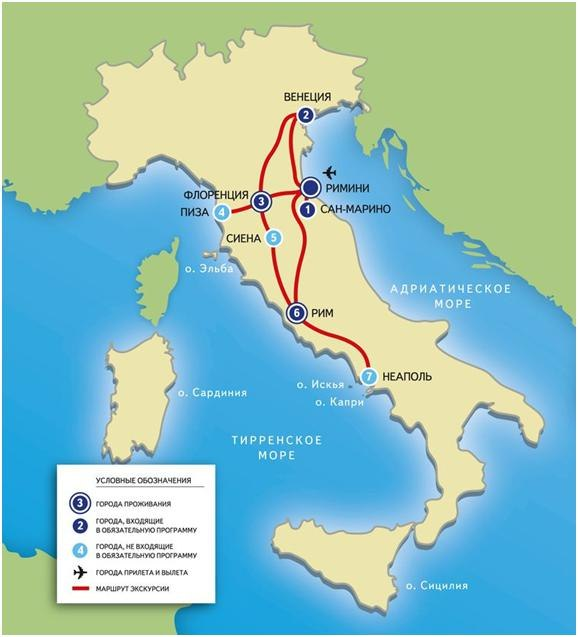 ВЕНЕЦИЯ
2
ФЛОРЕНЦИЯ
3
РИМИНИ
ПИЗА
4
1
САН-МАРИНО
СИЕНА
5
о. Эльба
АДРИАТИЧЕСКОЕ
МОРЕ
6
РИМ
7
НЕАПОЛЬ
о. Искья
о. Капри
о. Сардиния
ТИРРЕНСКОЕ
МОРЕ
УСЛОВНЫЕ ОБОЗНАЧЕНИЯ
3 ГОРОДА ПРОЖИВАНИЯ
2 ГОРОДА, ВХОДЯЩИЕ
В ОБЯЗАТЕЛЬНУЮ ПРОГРАММУ
4 ГОРОДА, НЕ ВХОДЯЩИЕ
В ОБЯЗАТЕЛЬНУЮ ПРОГРАММУ
ГОРОДА ПРИЛЕТА И ВЫЛЕТА
МАРШРУТ ЭКСКУРСИИ
о. Сицилия